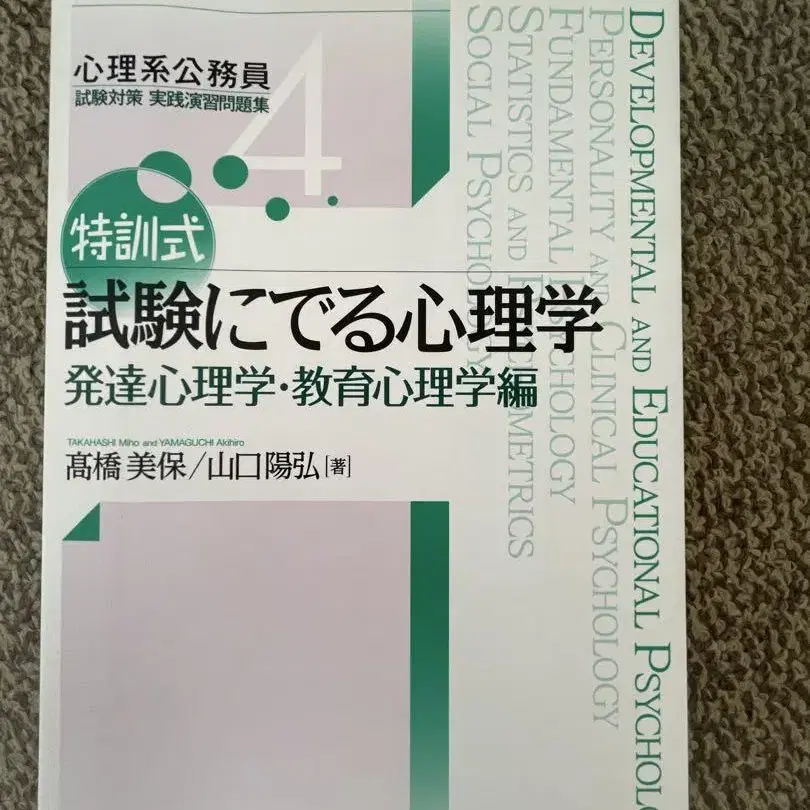 心理系公務員
試験対策 実践演習問題集
4
特訓式
試験にでる心理学
発達心理学・教育心理学編
TAKAHASHI Miho and YAMAGUCHI Akihiro
髙橋 美保/山口 陽弘[著]
DEVELOPMENTAL AND EDUCATIONAL PSYCHOL
PERSONALITY AND CLINICAL PSYCHOLOGY
FUNDAMENTAL PSYCHOLOGY
STATISTICS AND PSYCHOMETRICS
SOCIAL PSYCHOLOGY